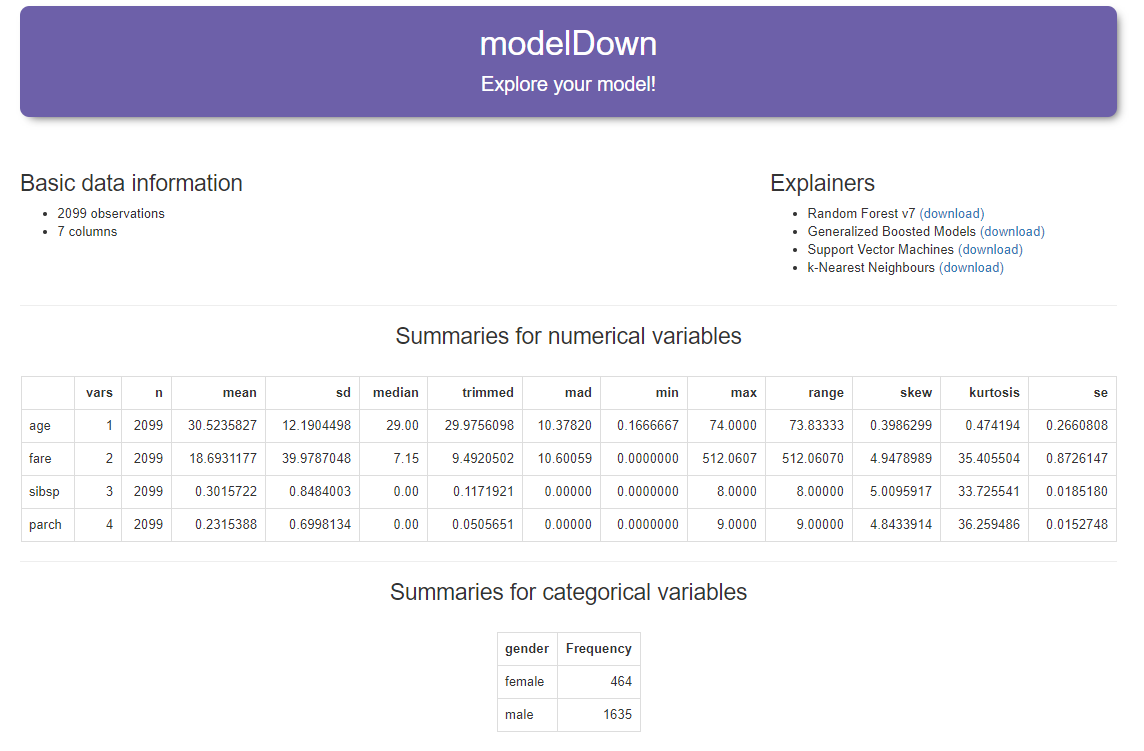 modelDown
Explore your model!
Basic data information
2099 observations
7 columns
Explainers
Random Forest v7 (download)
Generalized Boosted Models (download)
Support Vector Machines (download)
k-Nearest Neighbours (download)
Summaries for numerical variables
vars n mean sd median trimmed mad min max range skew kurtosis se
age 1 2099 30.5235827 12.1904498 29.00 29.9756098 10.37820 0.1666667 74.0000 73.83333 0.3986299 0.474194 0.2660808
fare 2 2099 18.6931177 39.9787048 7.15 9.4920502 10.60059 0.0000000 512.0607 512.06070 4.9478989 35.405504 0.8726147
sibsp 3 2099 0.3015722 0.8484003 0.00 0.1171921 0.00000 0.0000000 8.0000 8.00000 5.0095917 33.725541 0.0185180
parch 4 2099 0.2315388 0.6998134 0.00 0.0505651 0.00000 0.0000000 9.0000 9.00000 4.8433914 36.259486 0.0152748
Summaries for categorical variables
gender Frequency
female 464
male 1635